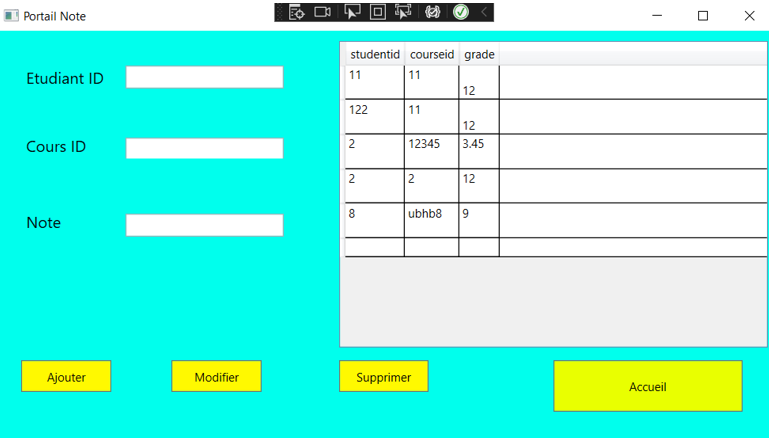 Portail Note
Etudiant ID
Cours ID
Note
studentid courseid grade
11 11 12
122 11 12
2 12345 3.45
2 2 12
8 ubhb8 9
Ajouter Modifier Supprimer Accueil